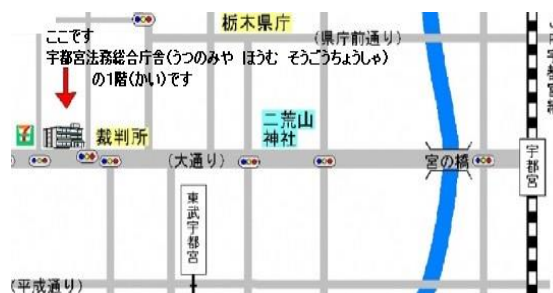 栃木県庁
ここです
(県庁前通り)
宇都宮法務総合庁舎(うつのみや ほうむ そうごうちょうしゃ)
の1階(かい)です
7
裁判所
二荒山
神社
(大通り)
宮の橋
宇都宮
東武宇都宮
(平成通り)